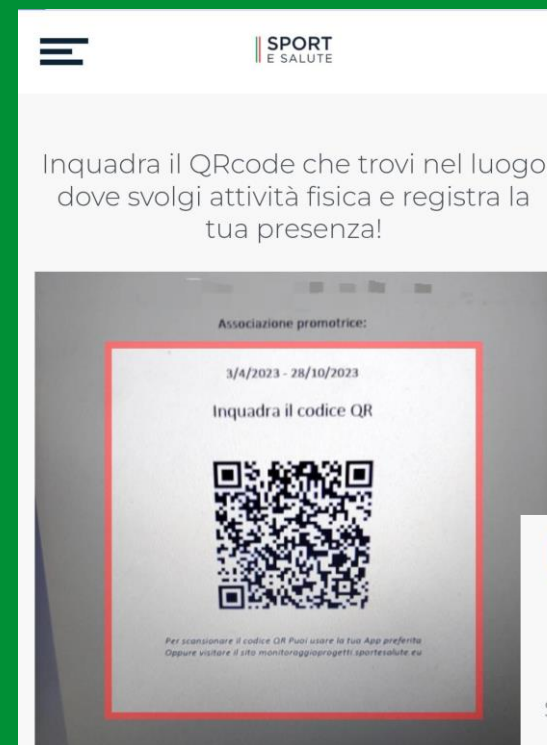 SPORT
E SALUTE
Inquadra il QRcode che trovi nel luogo
dove svolgi attività fisica e registra la
tua presenza!
Associazione promotrice:
3/4/2023 - 28/10/2023
Inquadra il codice QR
Per scansionare il codice QR Puoi usare la tua App preferita
Oppure visitare il sito monitoraggioprogetti.sportesalute.eu